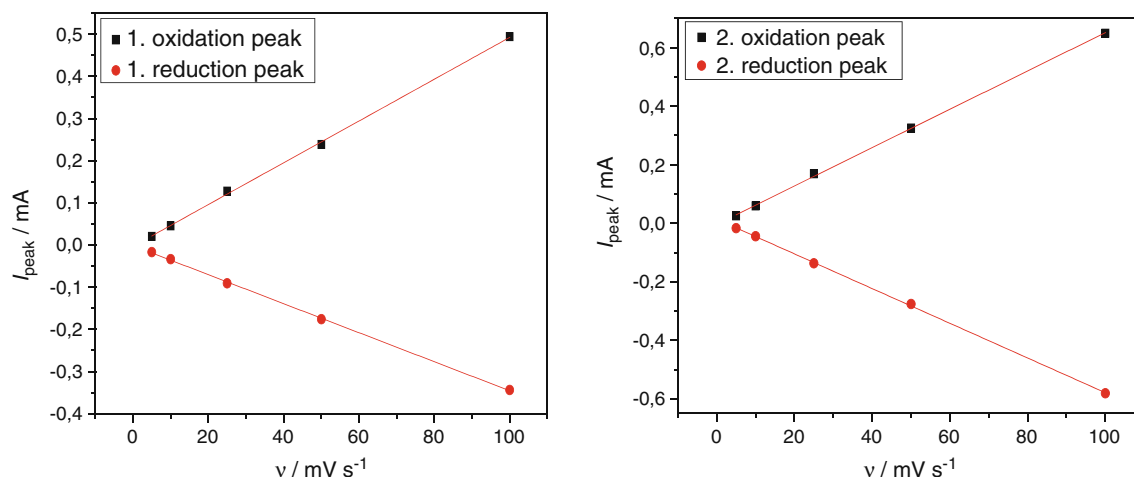 1. oxidation peak
1. reduction peak
0,5
0,4
0,3
0,2
0,1
0,0
-0,1
-0,2
-0,3
-0,4
I peak / mA
0 20 40 60 80 100
ν / mV s⁻¹
2. oxidation peak
2. reduction peak
0,6
0,4
0,2
0,0
-0,2
-0,4
-0,6
I peak / mA
0 20 40 60 80 100
ν / mV s⁻¹